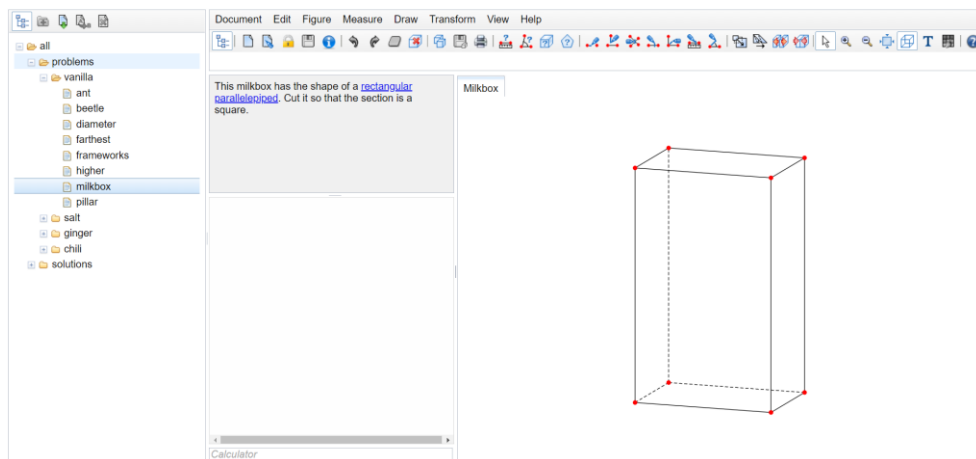 Document Edit Figure Measure Draw Transform View Help
all
problems
vanilla
ant
beetle
diameter
farthest
frameworks
higher
milkbox
pillar
salt
ginger
chili
solutions
This milkbox has the shape of a rectangular
parallelepiped. Cut it so that the section is a
square.
Calculator
Milkbox